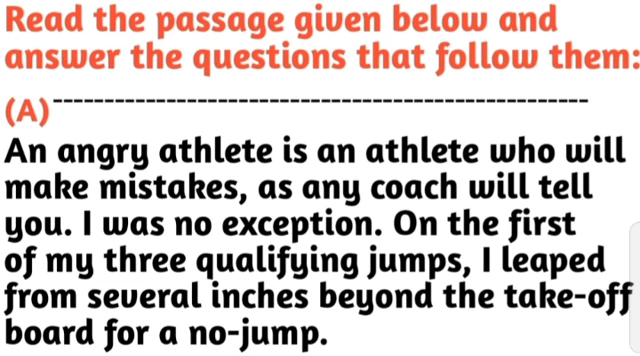 Read the passage given below and
answer the questions that follow them:
(A)-----------------------------------------------------
An angry athlete is an athlete who will
make mistakes, as any coach will tell
you. I was no exception. On the first
of my three qualifying jumps, I leaped
from several inches beyond the take-off
board for a no-jump.